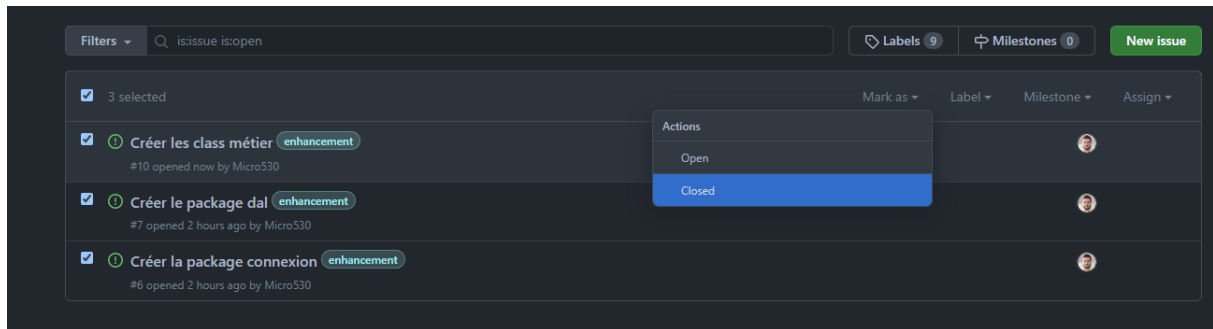 Filters is:issue is:open Labels 9 Milestones 0 New issue
3 selected Mark as Label Milestone Assign
Actions
Open
Closed
Créer les class métier enhancement
#10 opened now by Micro530
Créer le package dal enhancement
#7 opened 2 hours ago by Micro530
Créer la package connexion enhancement
#6 opened 2 hours ago by Micro530